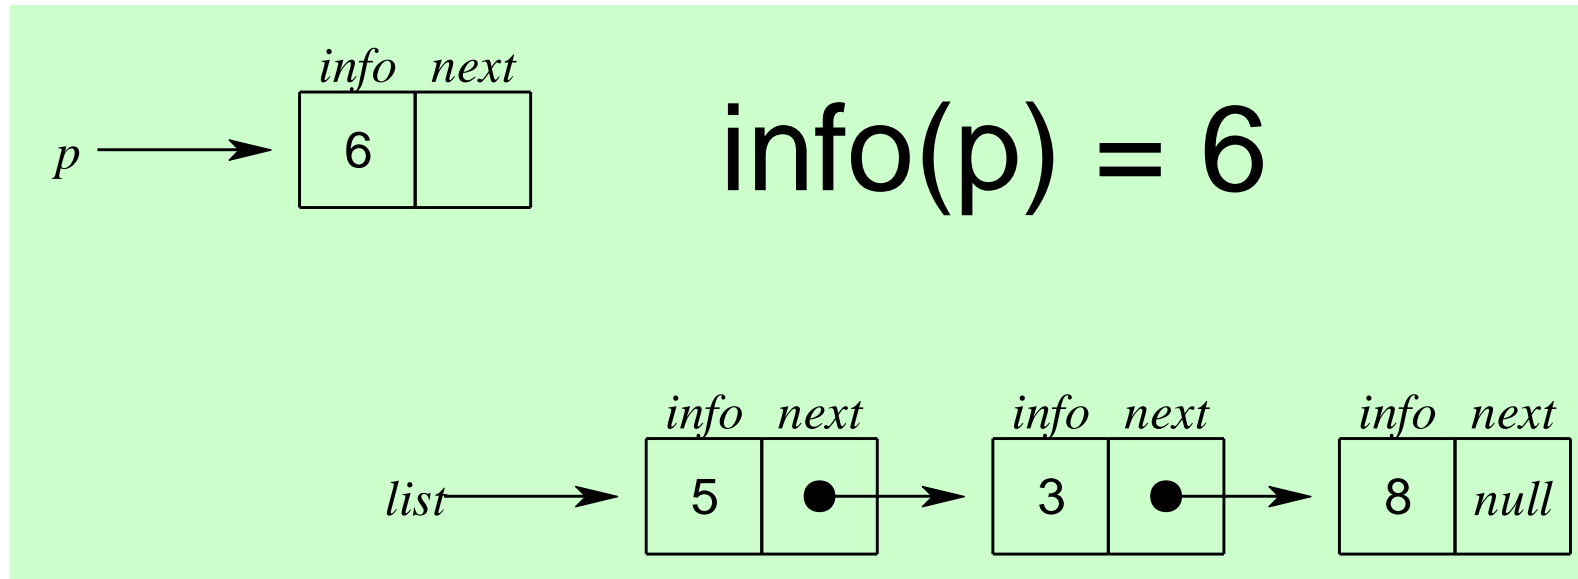 info next
p 6
info(p) = 6
info next info next info next
list 5 3 8 null